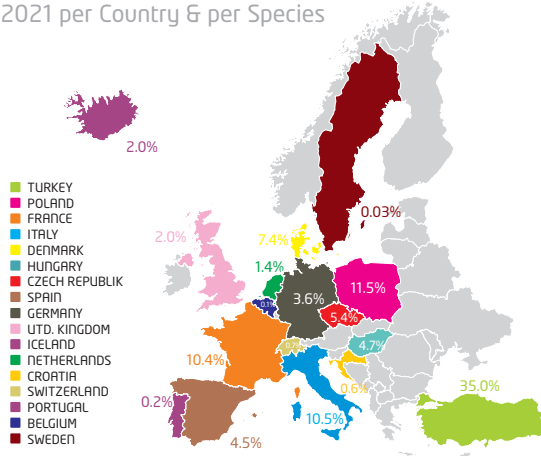 2021 per Country & per Species
2.0%
0.03%
2.0%
7.4%
1.4%
11.5%
3.6%
0.1%
5.4%
4.7%
10.4%
0.6%
35.0%
0.2%
10.5%
4.5%
TURKEY
POLAND
FRANCE
ITALY
DENMARK
HUNGARY
CZECH REPUBLIK
SPAIN
GERMANY
UTD. KINGDOM
ICELAND
NETHERLANDS
CROATIA
SWITZERLAND
PORTUGAL
BELGIUM
SWEDEN